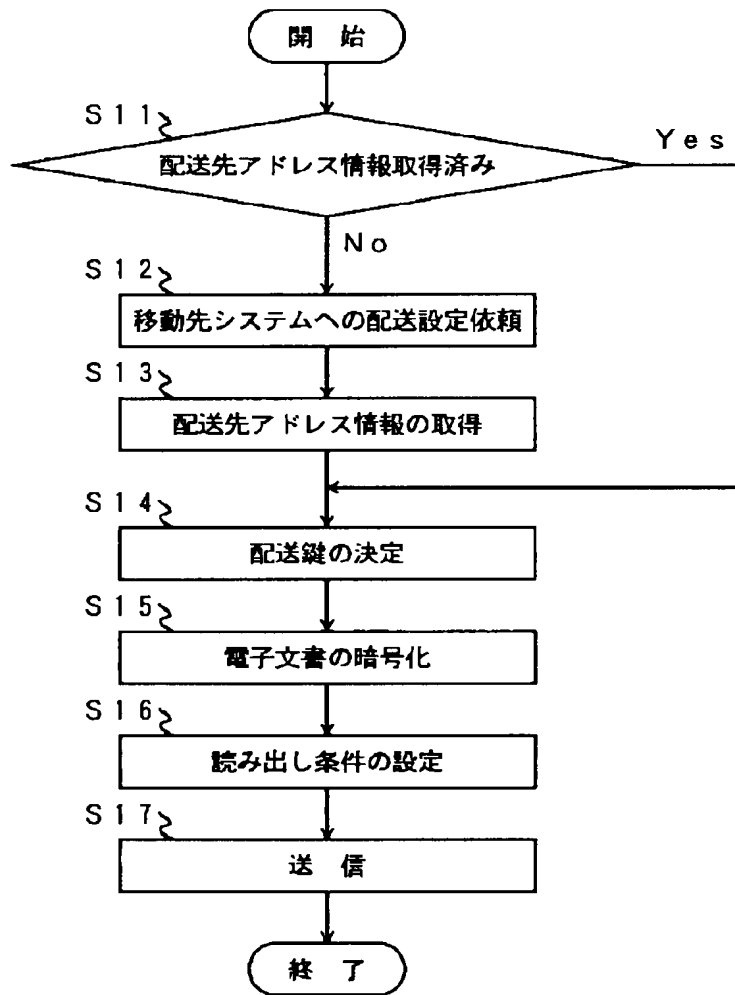 開 始
S11
配送先アドレス情報取得済み
Yes
No
S12
移動先システムへの配送設定依頼
S13
配送先アドレス情報の取得
S14
配送鍵の決定
S15
電子文書の暗号化
S16
読み出し条件の設定
S17
送 信
終 了